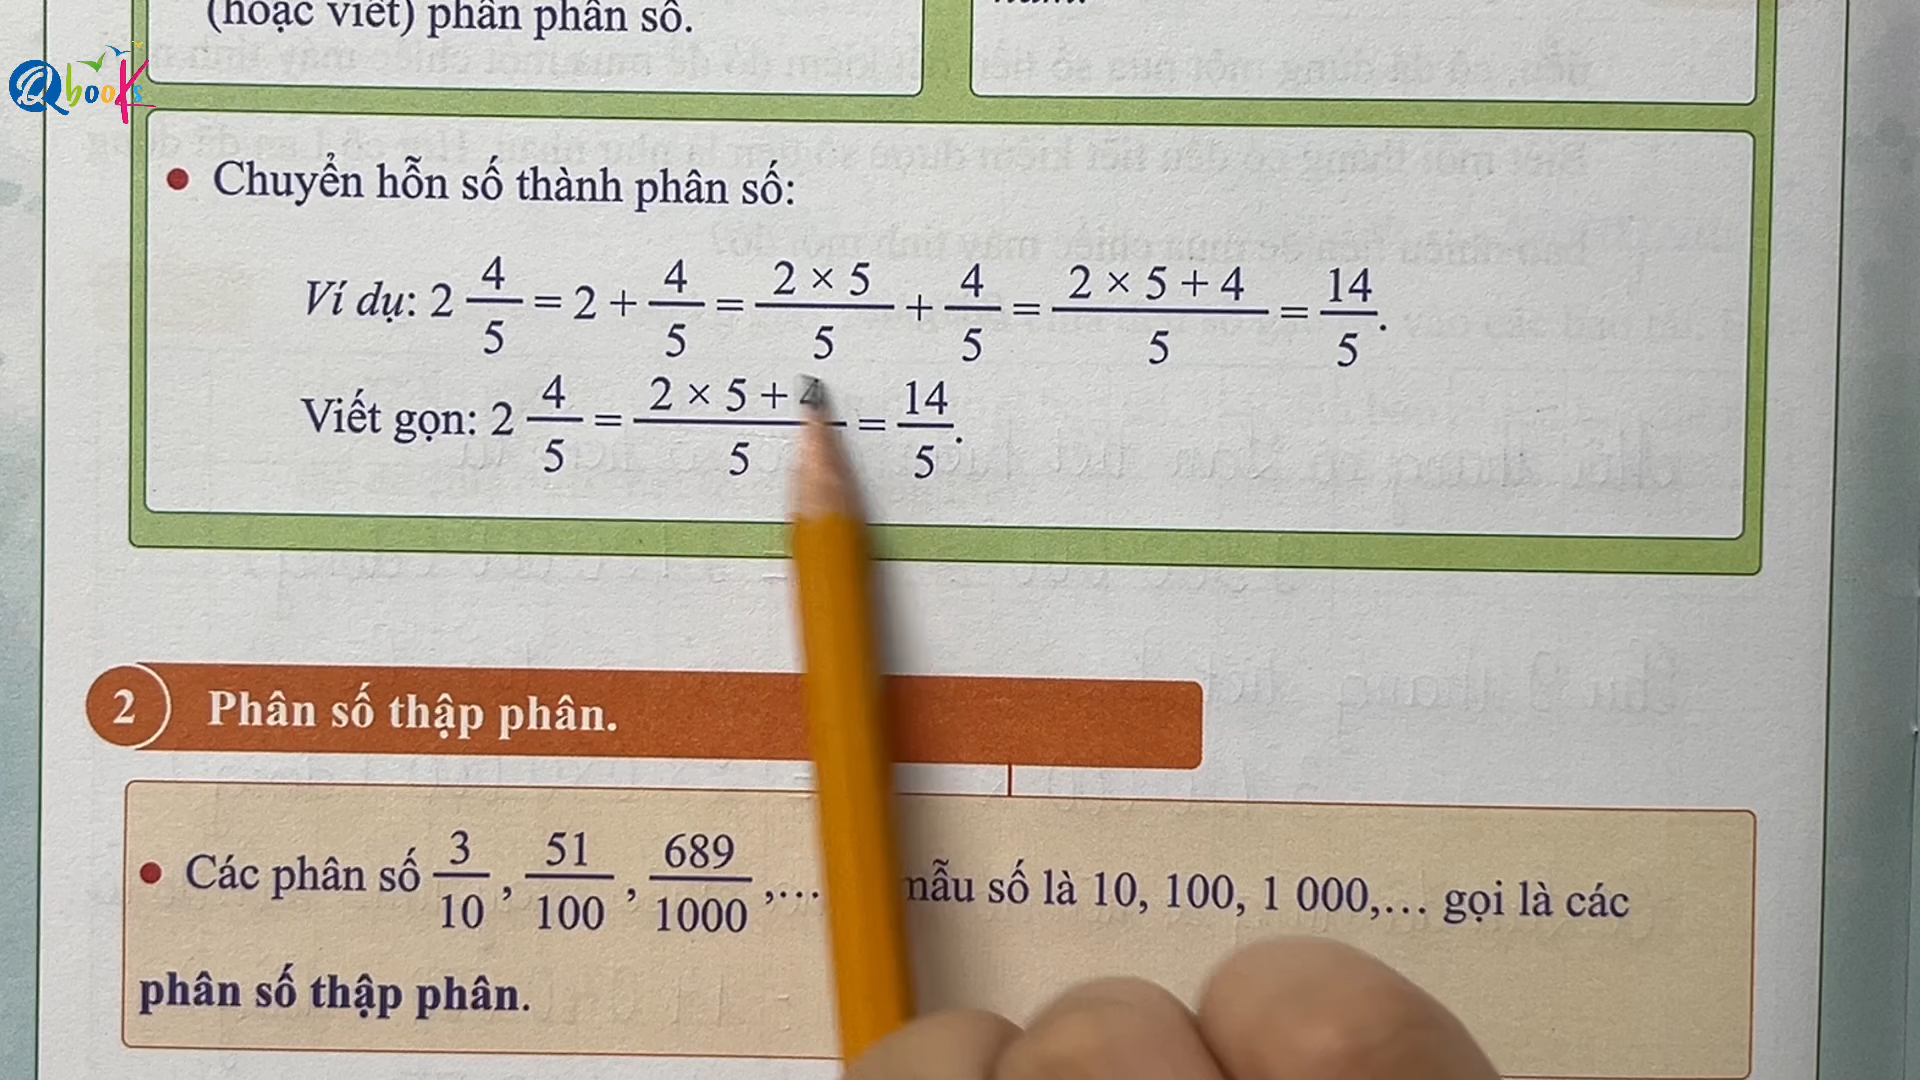 (hoặc viết) phần phân số.
Qbooks
• Chuyển hỗn số thành phân số:
Ví dụ: 2 4/5 = 2 + 4/5 = 2 × 5/5 + 4/5 = 2 × 5 + 4/5 = 14/5.
Viết gọn: 2 4/5 = 2 × 5 + 4/5 = 14/5.
2 Phân số thập phân.
• Các phân số 3/10, 51/100, 689/1000,... mẫu số là 10, 100, 1 000,... gọi là các
phân số thập phân.